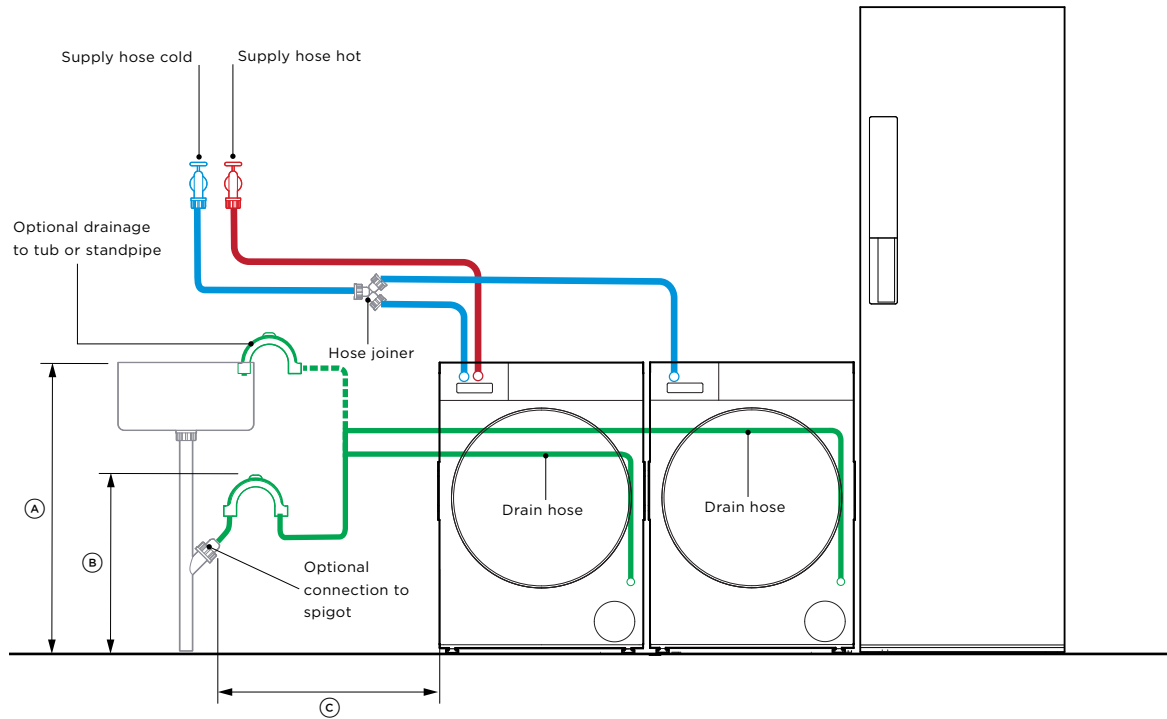 Supply hose cold
Supply hose hot
Optional drainage
to tub or standpipe
Hose joiner
A
Drain hose
Drain hose
B
Optional
connection to
spigot
C